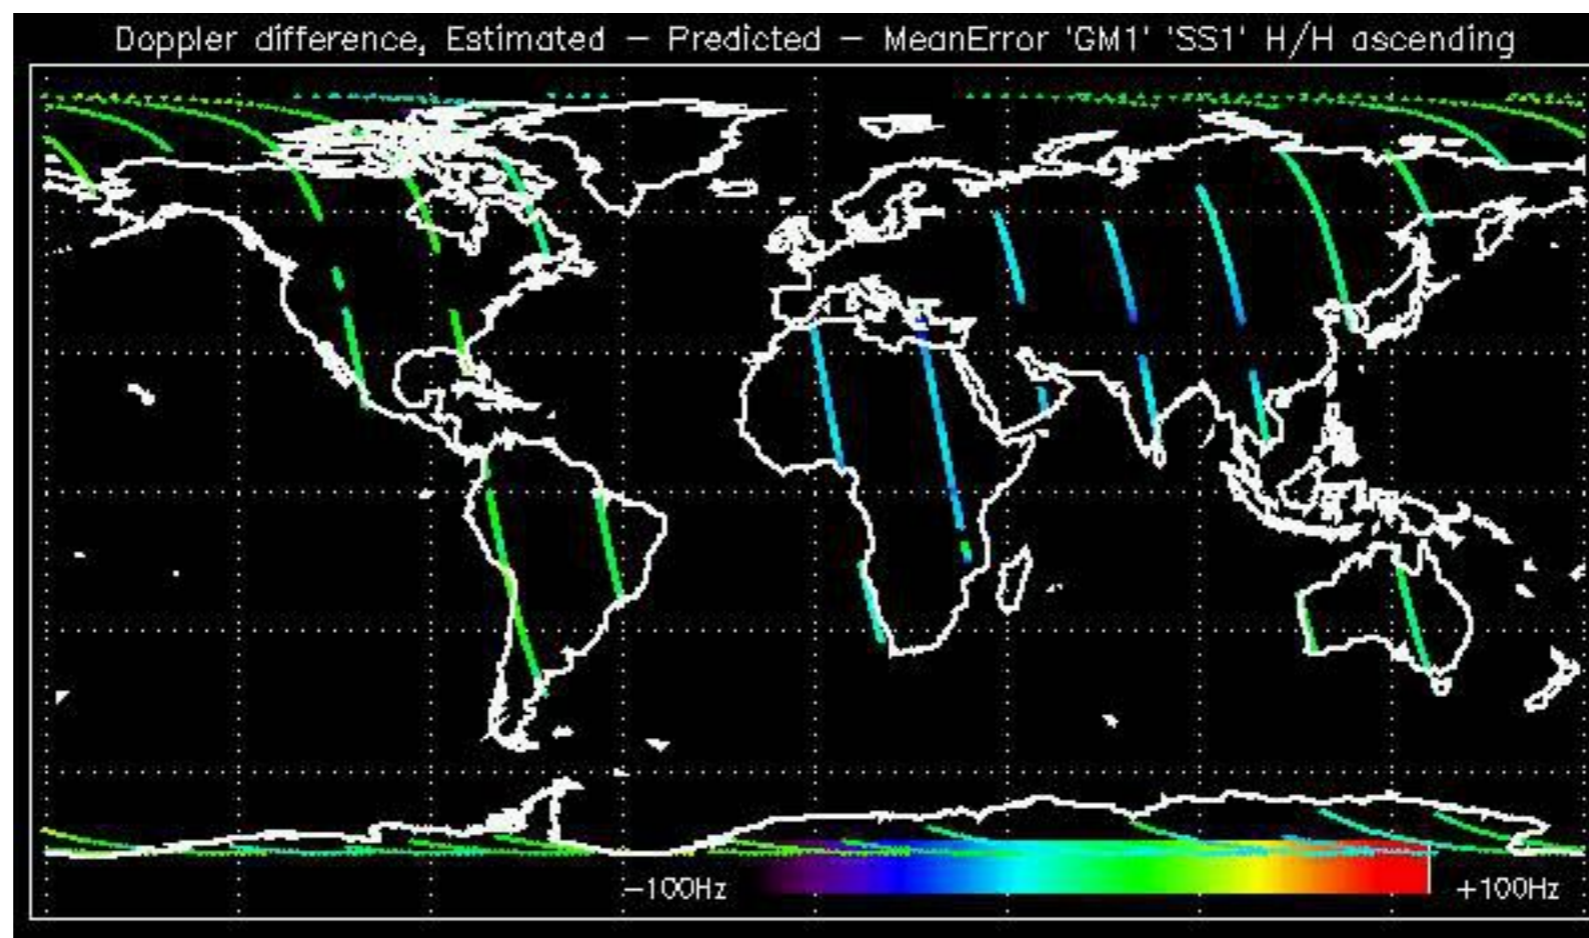 Doppler difference, Estimated – Predicted – MeanError 'GM1' 'SS1' H/H ascending
–100Hz +100Hz